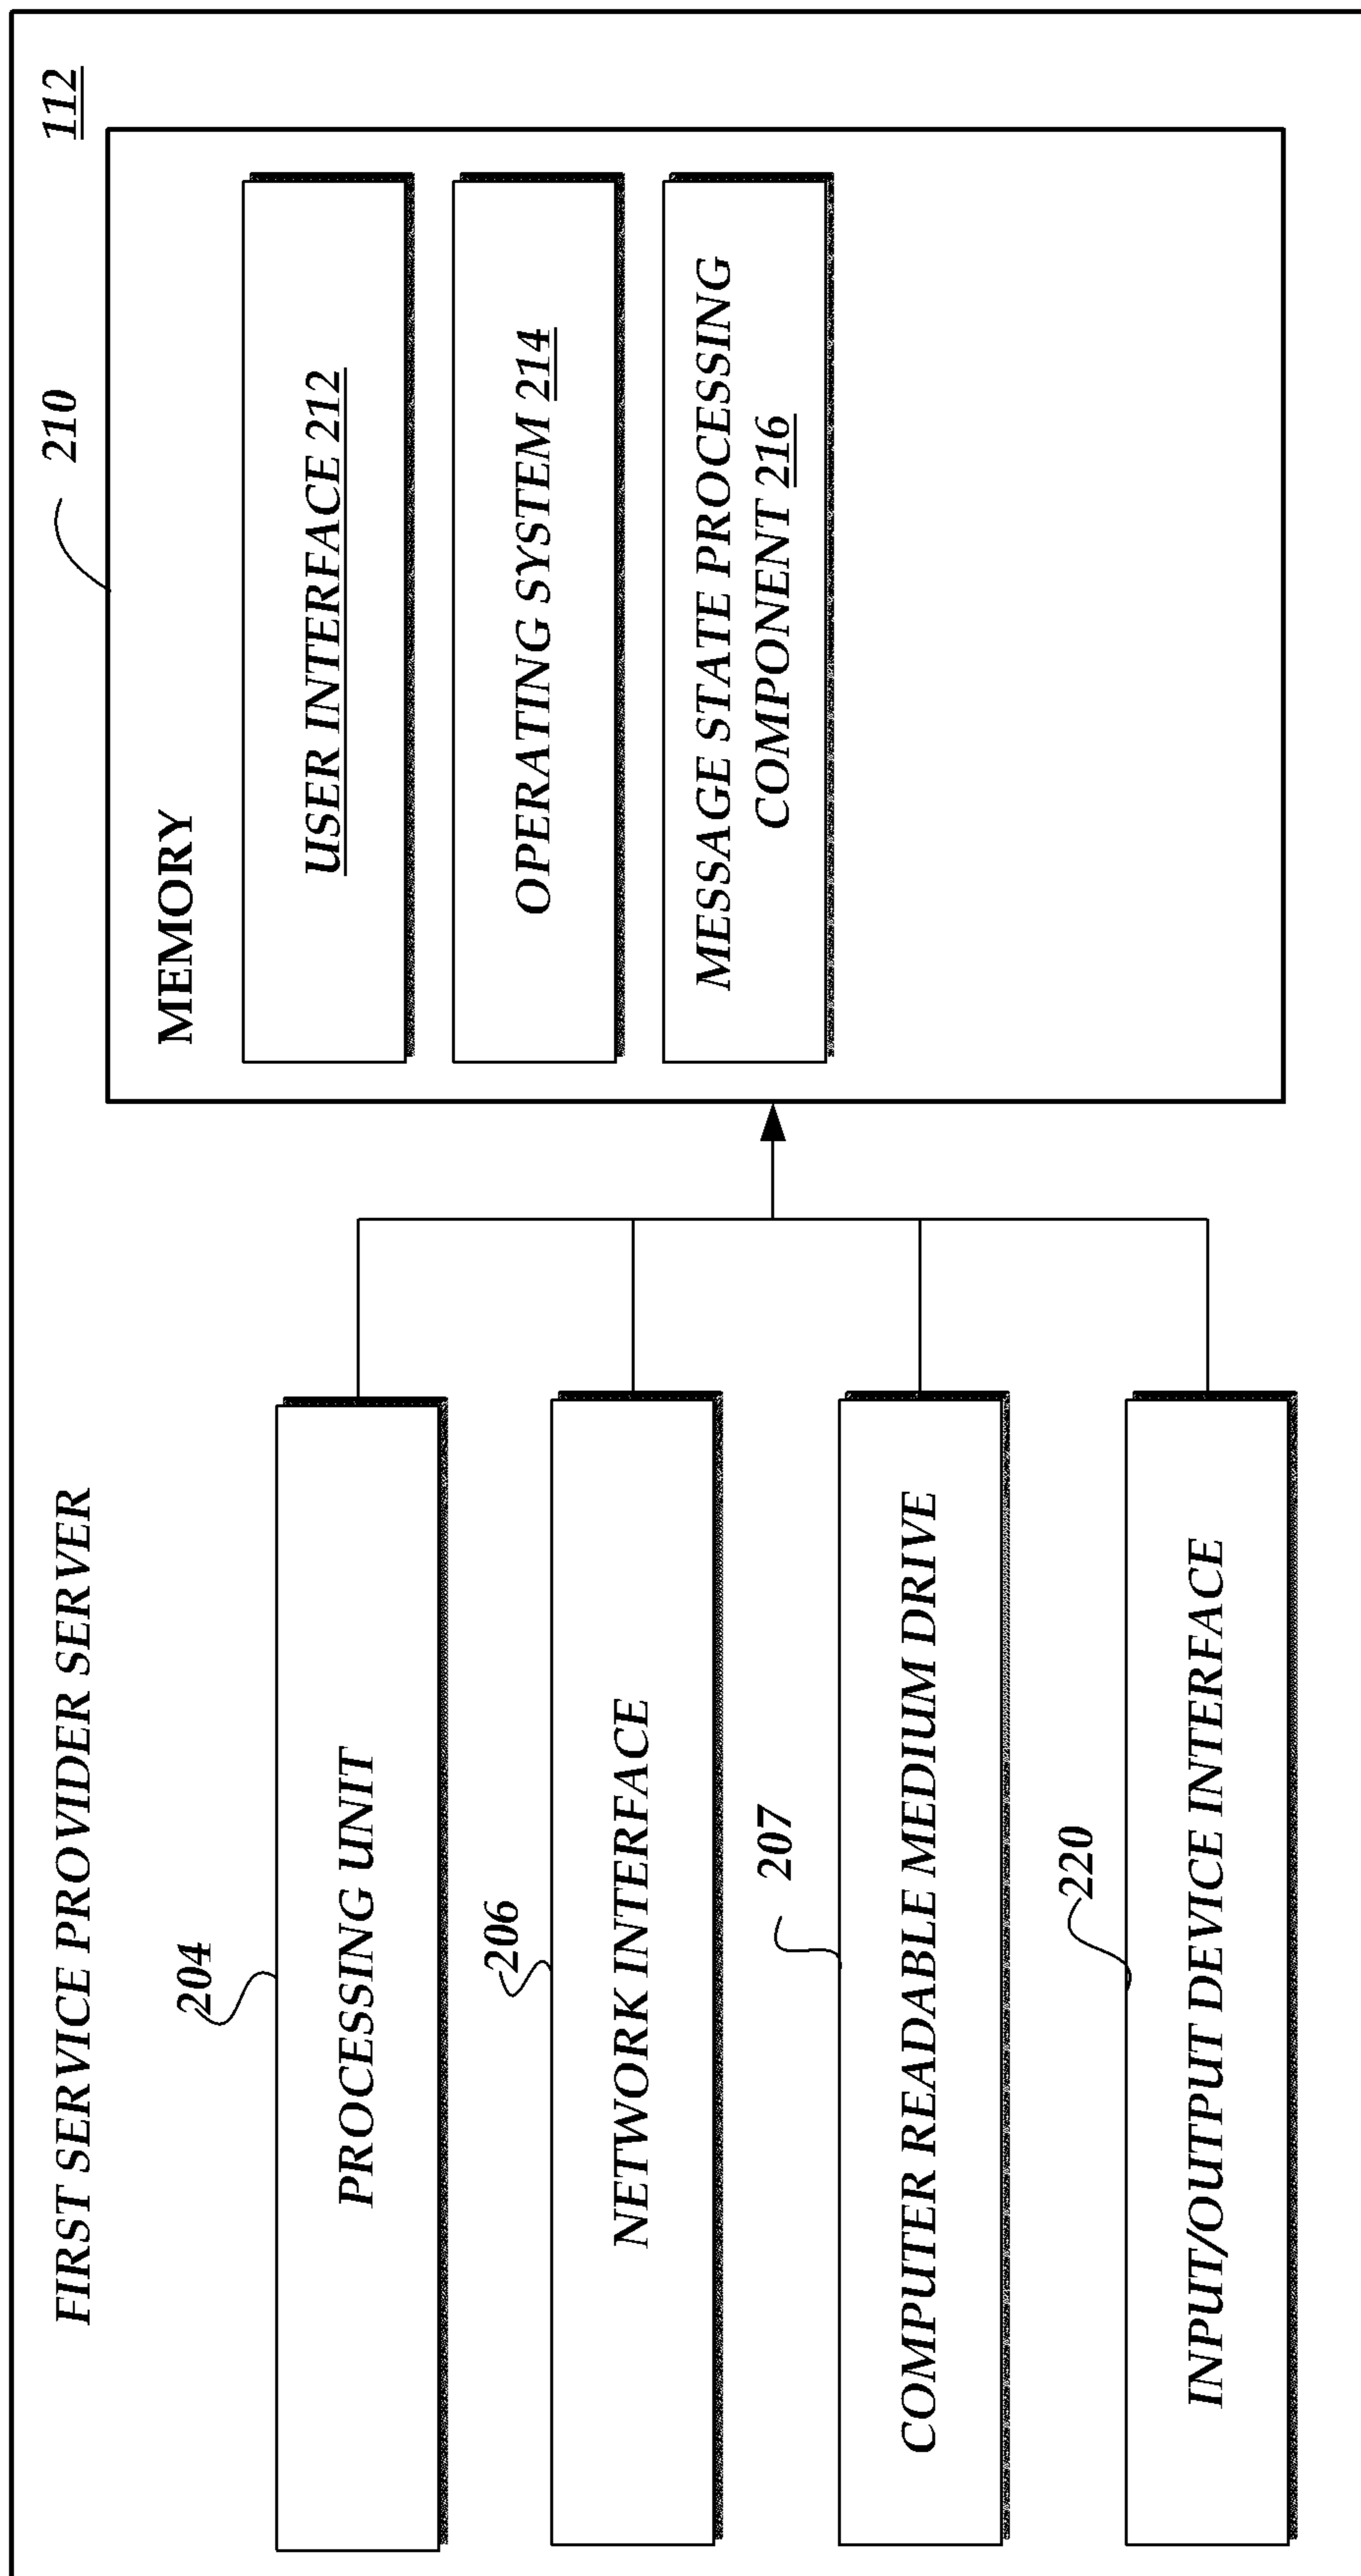 FIRST SERVICE PROVIDER SERVER
112
204
PROCESSING UNIT
206
NETWORK INTERFACE
207
COMPUTER READABLE MEDIUM DRIVE
220
INPUT/OUTPUT DEVICE INTERFACE
210
MEMORY
USER INTERFACE 212
OPERATING SYSTEM 214
MESSAGE STATE PROCESSING
COMPONENT 216